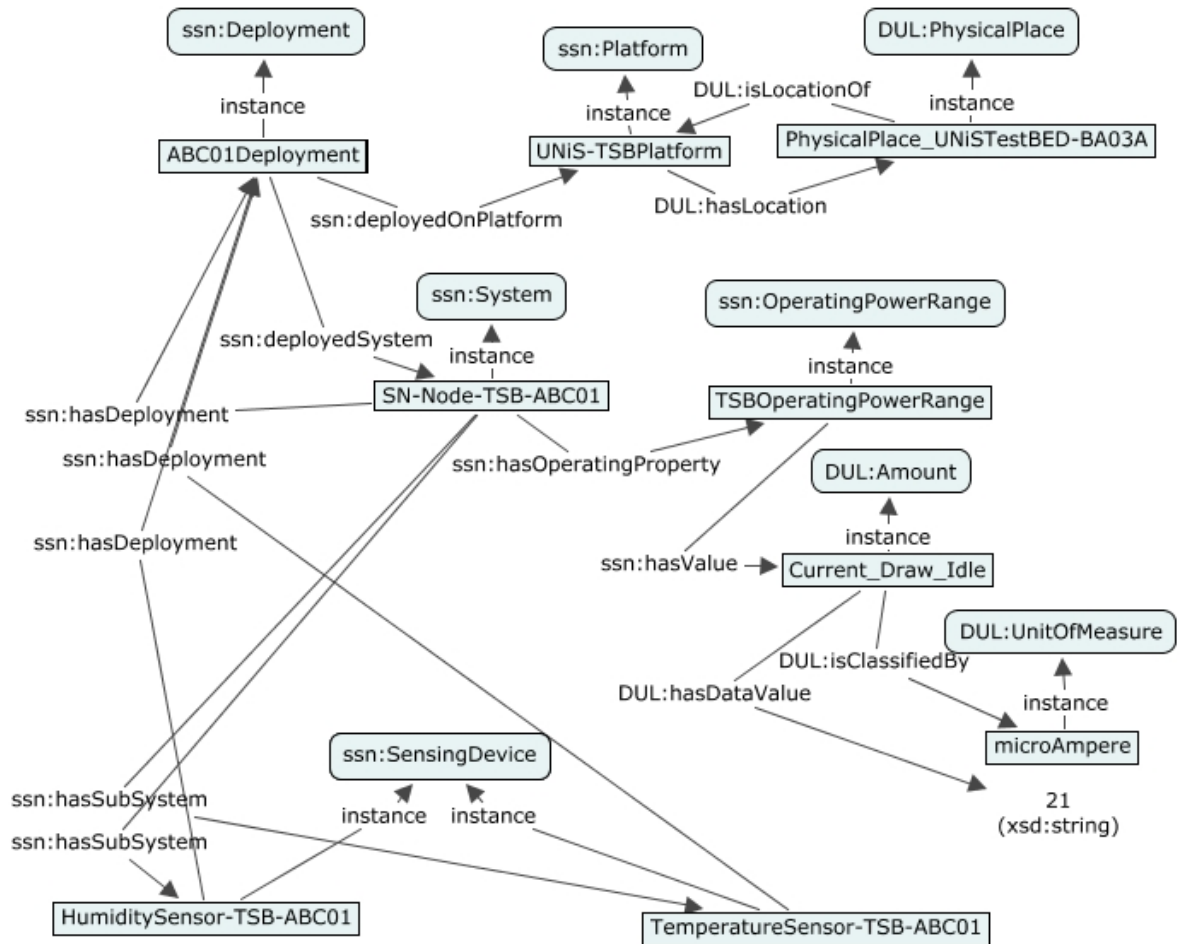 ssn:Deployment
ssn:Platform
DUL:PhysicalPlace
instance
instance
DUL:isLocationOf
instance
ABC01Deployment
UNiS-TSBPlatform
PhysicalPlace_UNiSTestBED-BA03A
ssn:deployedOnPlatform
DUL:hasLocation
ssn:System
ssn:OperatingPowerRange
ssn:deployedSystem
instance
instance
SN-Node-TSB-ABC01
TSBOperatingPowerRange
ssn:hasDeployment
ssn:hasDeployment
ssn:hasOperatingProperty
DUL:Amount
instance
ssn:hasDeployment
ssn:hasValue
Current_Draw_Idle
DUL:UnitOfMeasure
DUL:isClassifiedBy
DUL:hasDataValue
instance
microAmpere
ssn:SensingDevice
ssn:hasSubSystem
instance
instance
21
(xsd:string)
ssn:hasSubSystem
HumiditySensor-TSB-ABC01
TemperatureSensor-TSB-ABC01